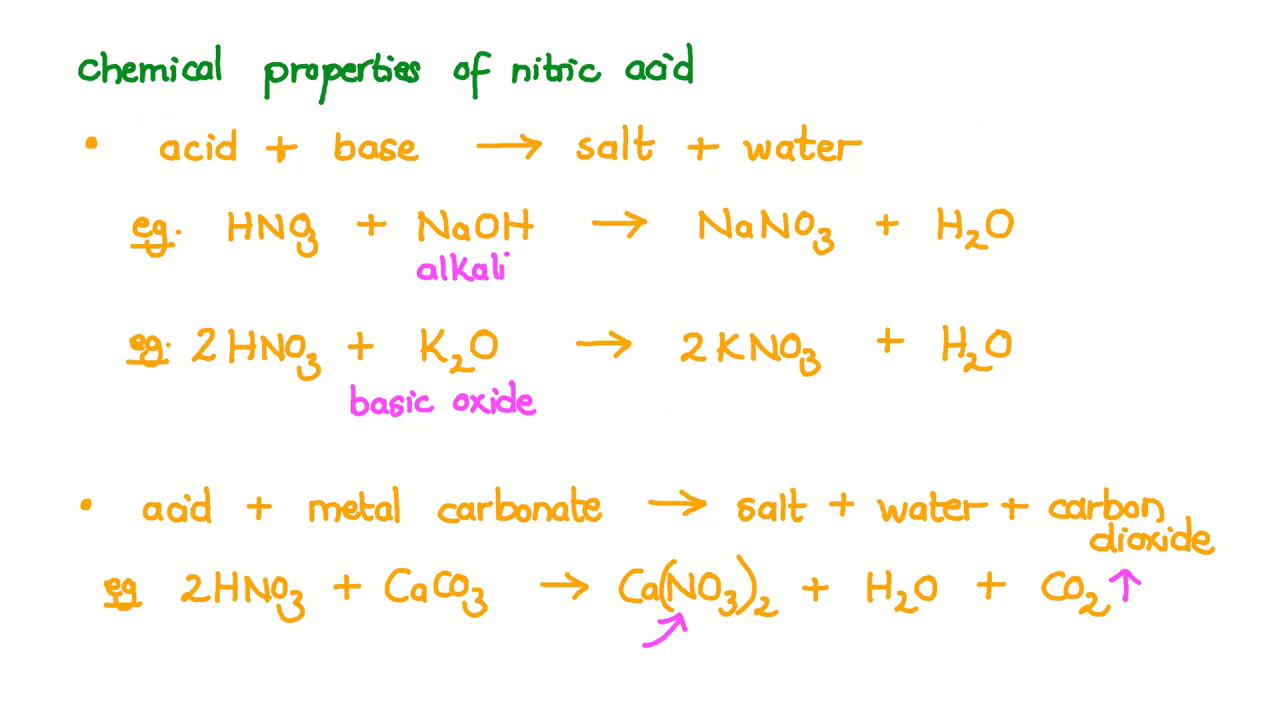 chemical properties of nitric acid
• acid + base → salt + water
eg. HNO₃ + NaOH → NaNO₃ + H₂O
alkali
eg. 2HNO₃ + K₂O → 2KNO₃ + H₂O
basic oxide
• acid + metal carbonate → salt + water + carbon
dioxide
eg 2HNO₃ + CaCO₃ → Ca(NO₃)₂ + H₂O + CO₂ ↑